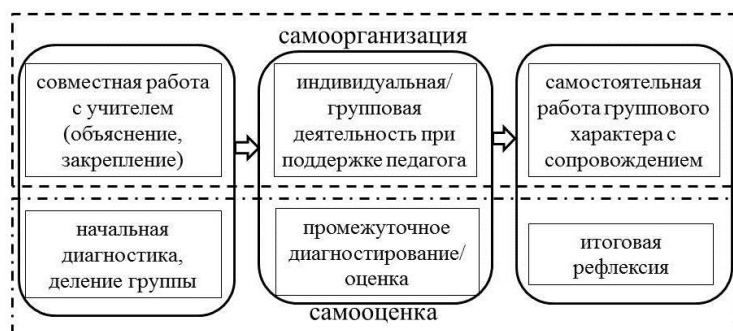 самоорганизация
совместная работа
с учителем
(объяснение,
закрепление)
индивидуальная/
групповая
деятельность при
поддержке педагога
самостоятельная
работа группового
характера с
сопровождением
начальная
диагностика,
деление группы
промежуточное
диагностирование/
оценка
итоговая
рефлексия
самооценка